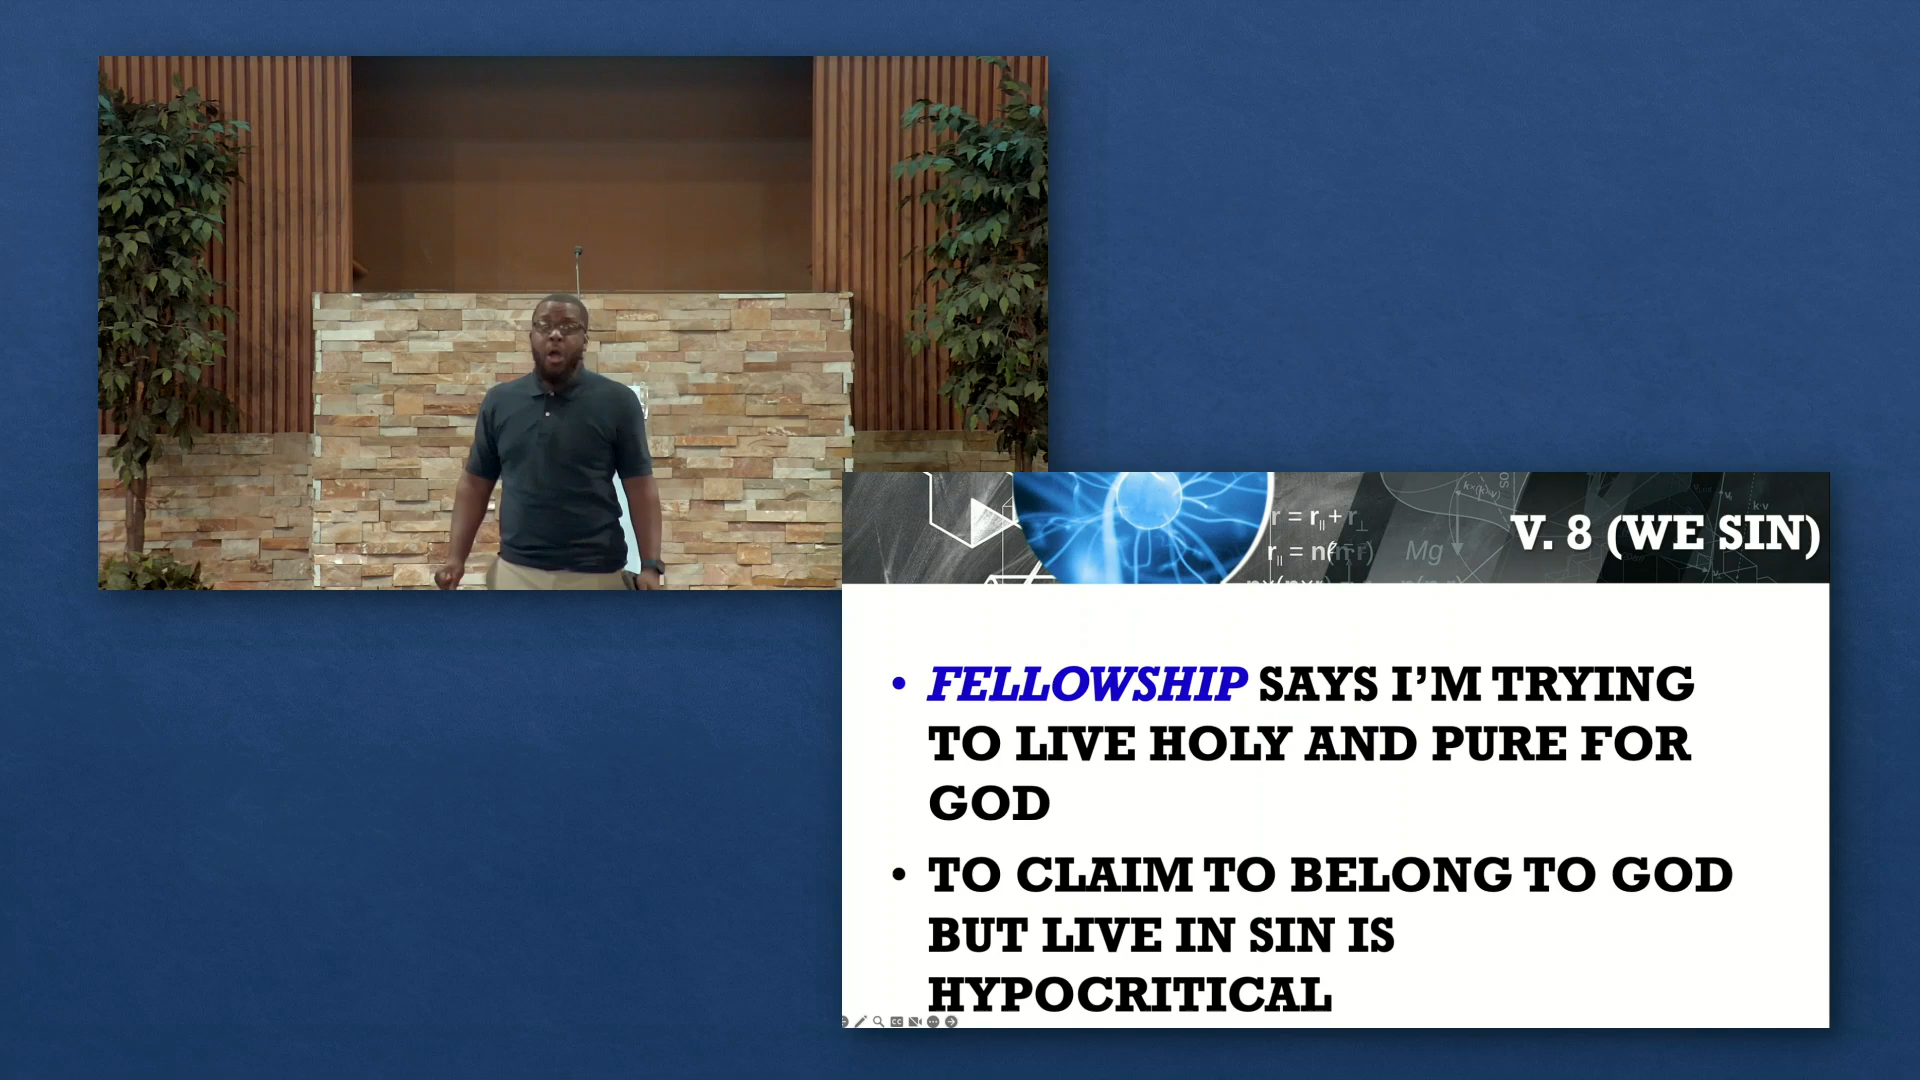 V. 8 (WE SIN)
r = r|| + r⊥
r|| = n(n·r)
Mg
k·v
• FELLOWSHIP SAYS I’M TRYING
TO LIVE HOLY AND PURE FOR
GOD
• TO CLAIM TO BELONG TO GOD
BUT LIVE IN SIN IS
HYPOCRITICAL